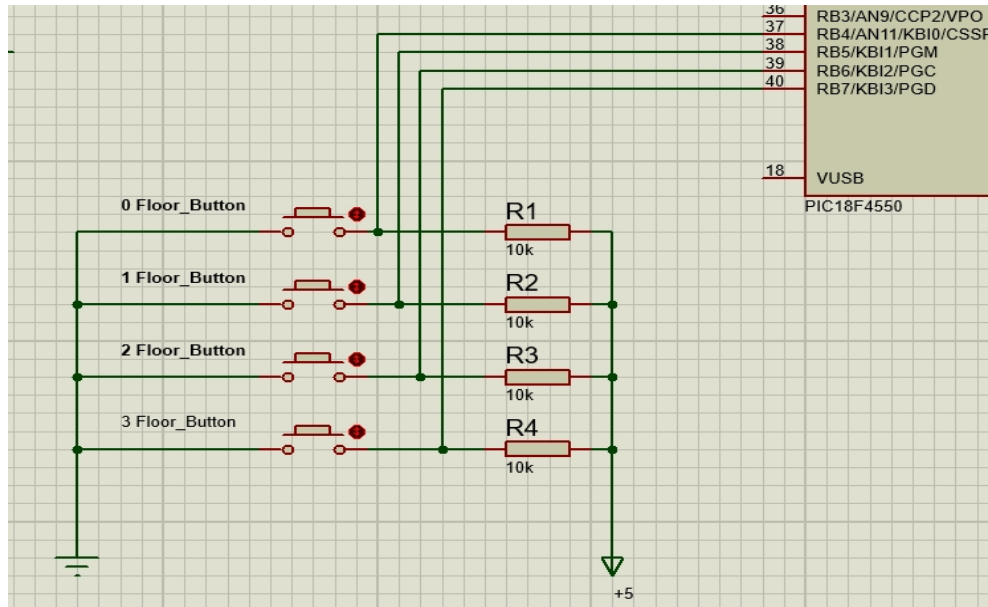 36 RB3/AN9/CCP2/VPO
37 RB4/AN11/KBI0/CSSP
38 RB5/KBI1/PGM
39 RB6/KBI2/PGC
40 RB7/KBI3/PGD
18 VUSB
PIC18F4550
0 Floor_Button
R1
10k
1 Floor_Button
R2
10k
2 Floor_Button
R3
10k
3 Floor_Button
R4
10k
+5